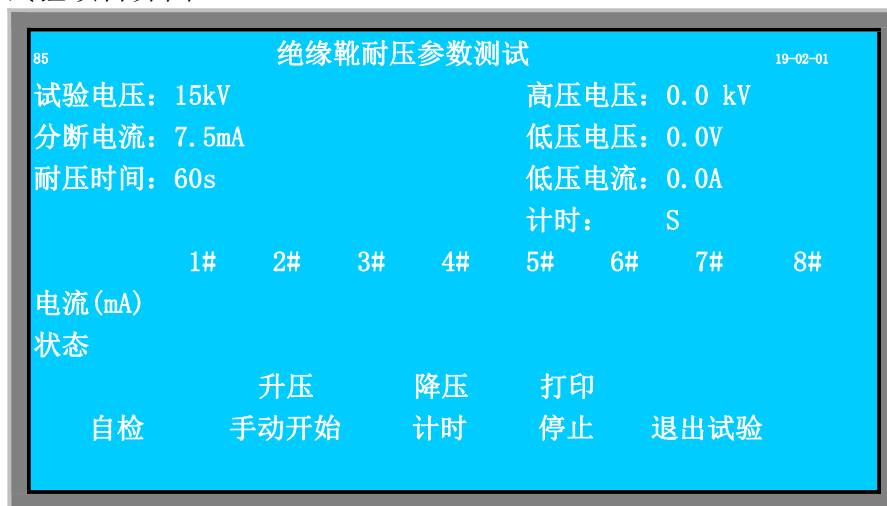 85 绝缘靴耐压参数测试 19-02-01
试验电压：15kV 高压电压：0.0 kV
分断电流：7.5mA 低压电压：0.0V
耐压时间：60s 低压电流：0.0A
计时： S
1# 2# 3# 4# 5# 6# 7# 8#
电流(mA)
状态
升压 降压 打印
自检 手动开始 计时 停止 退出试验